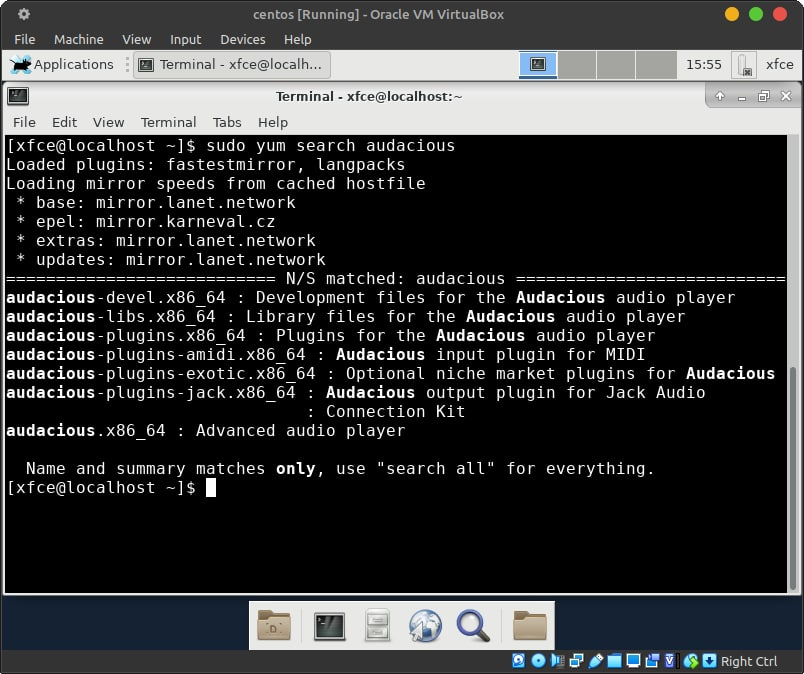 centos [Running] - Oracle VM VirtualBox
File Machine View Input Devices Help
Applications Terminal - xfce@localh... 15:55 xfce
Terminal - xfce@localhost:~
File Edit View Terminal Tabs Help
[xfce@localhost ~]$ sudo yum search audacious
Loaded plugins: fastestmirror, langpacks
Loading mirror speeds from cached hostfile
 * base: mirror.lanet.network
 * epel: mirror.karneval.cz
 * extras: mirror.lanet.network
 * updates: mirror.lanet.network
=========================== N/S matched: audacious ===========================
audacious-devel.x86_64 : Development files for the Audacious audio player
audacious-libs.x86_64 : Library files for the Audacious audio player
audacious-plugins.x86_64 : Plugins for the Audacious audio player
audacious-plugins-amidi.x86_64 : Audacious input plugin for MIDI
audacious-plugins-exotic.x86_64 : Optional niche market plugins for Audacious
audacious-plugins-jack.x86_64 : Audacious output plugin for Jack Audio
                              : Connection Kit
audacious.x86_64 : Advanced audio player
  Name and summary matches only, use "search all" for everything.
[xfce@localhost ~]$
Right Ctrl